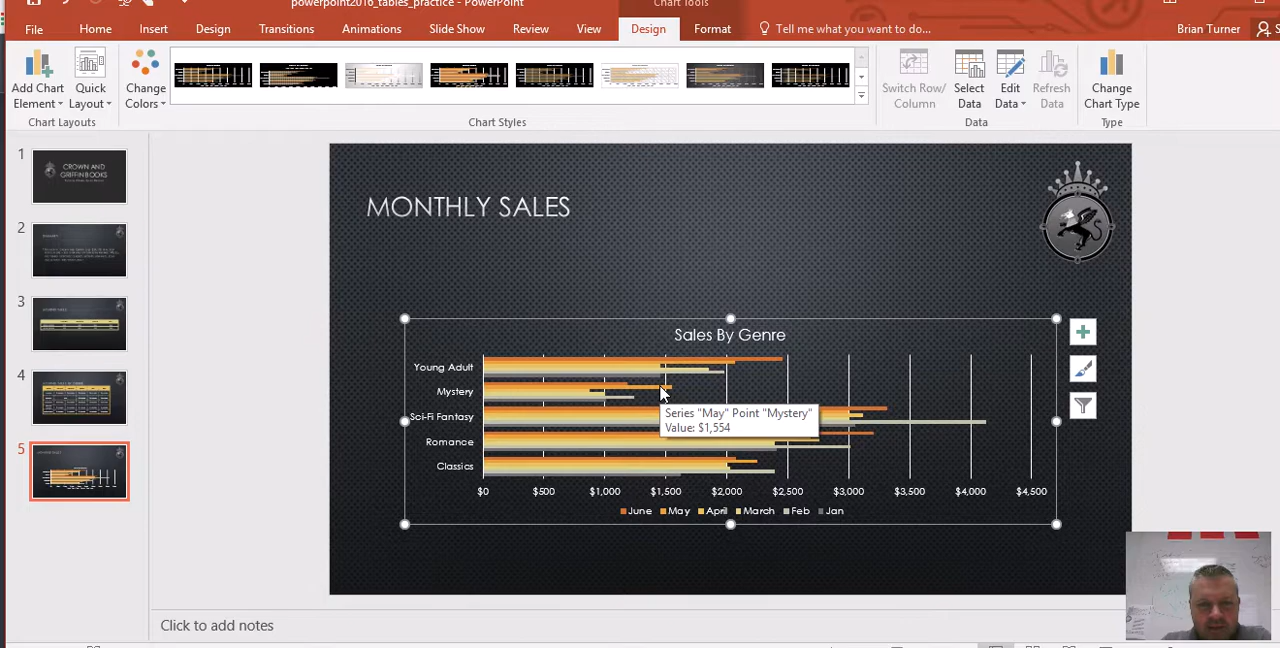 powerpoint2016_tables_practice - PowerPoint
Chart Tools
File Home Insert Design Transitions Animations Slide Show Review View Design Format Tell me what you want to do... Brian Turner
Add Chart Element
Quick Layout
Change Colors
Switch Row/ Column
Select Data
Edit Data
Refresh Data
Change Chart Type
Chart Layouts
Chart Styles
Data
Type
1
CROWN AND
GRIFFIN BOOKS
2
3
4
5
MONTHLY SALES
Sales By Genre
Young Adult
Mystery
Series "May" Point "Mystery"
Value: $1,554
Sci-Fi Fantasy
Romance
Classics
$0 $500 $1,000 $1,500 $2,000 $2,500 $3,000 $3,500 $4,000 $4,500
June May April March Feb Jan
Click to add notes